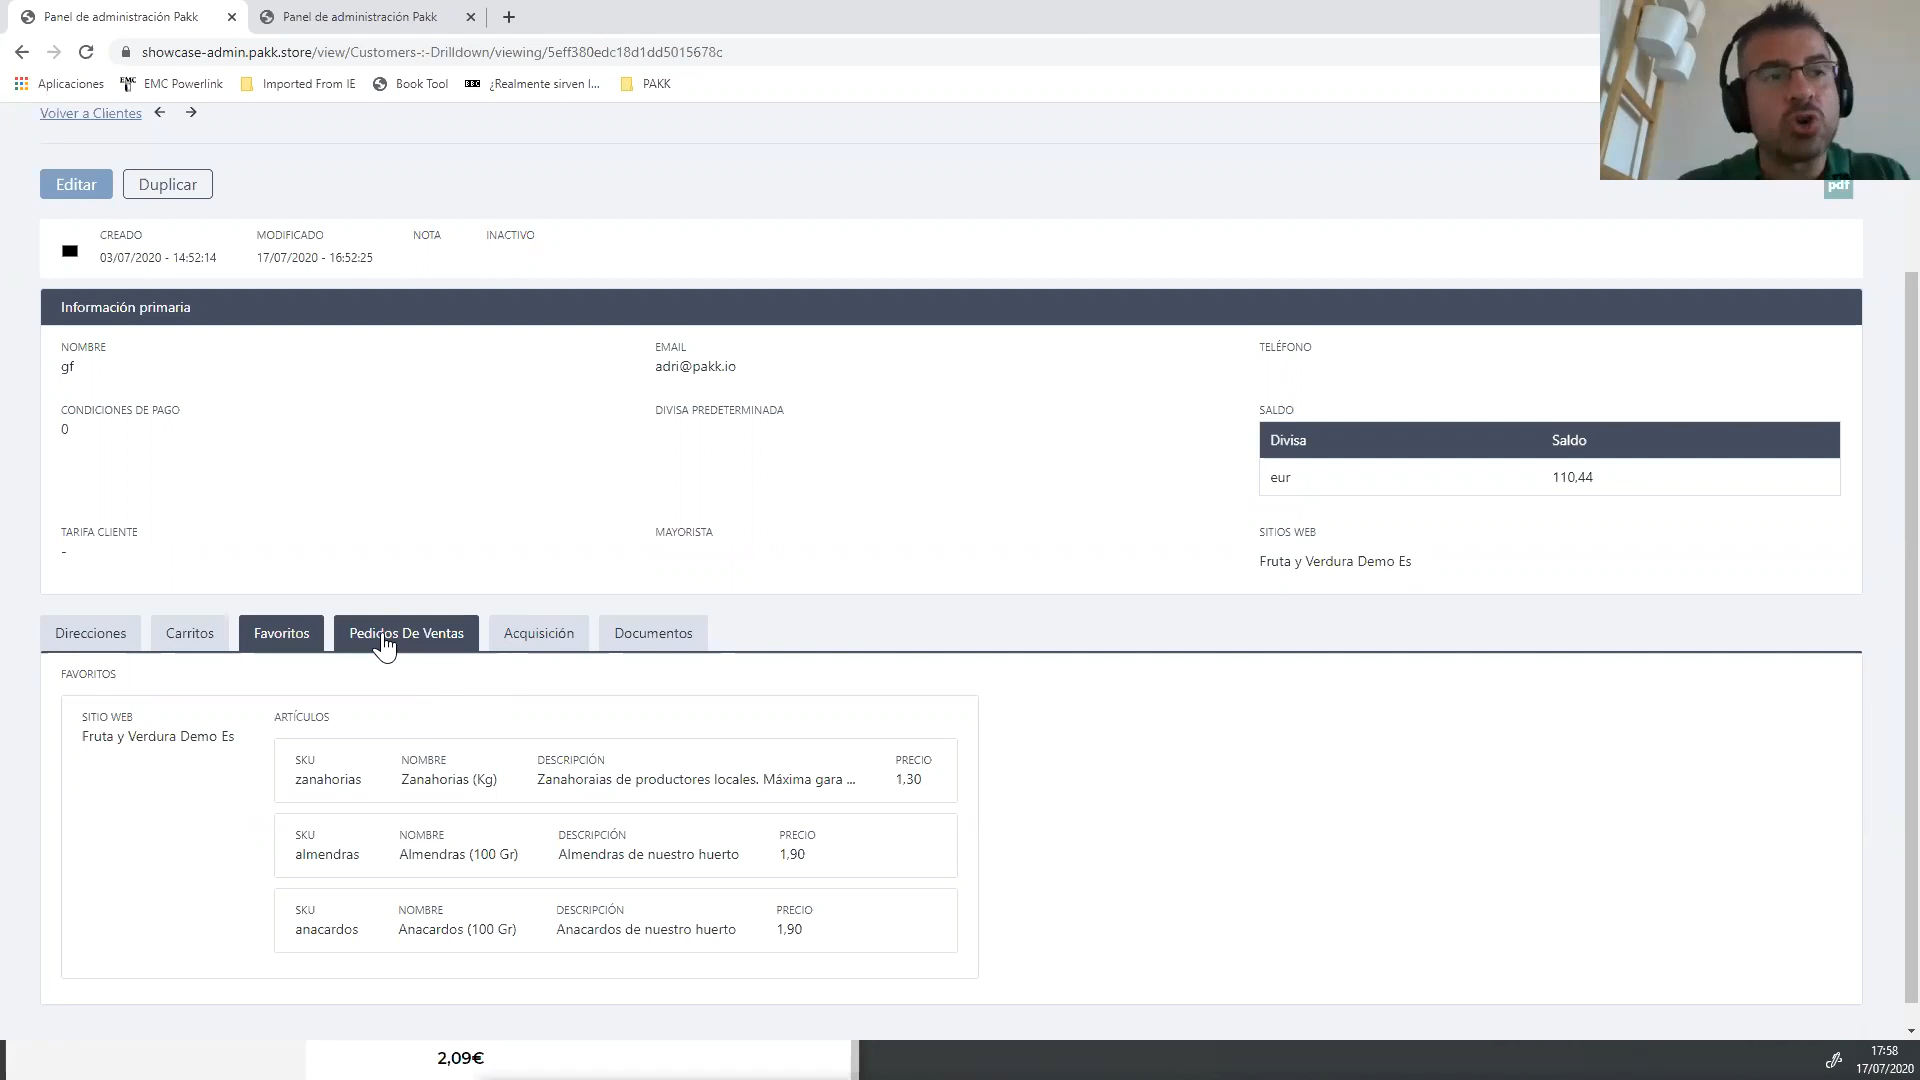 Panel de administración Pakk
Panel de administración Pakk
showcase-admin.pakk.store/view/Customers-:-Drilldown/viewing/5eff380edc18d1dd5015678c
Aplicaciones
EMC EMC Powerlink
Imported From IE
Book Tool
BBC ¿Realmente sirven l...
PAKK
Volver a Clientes
Editar
Duplicar
pdf
CREADO MODIFICADO NOTA INACTIVO
03/07/2020 - 14:52:14 17/07/2020 - 16:52:25
Información primaria
NOMBRE EMAIL TELÉFONO
gf adri@pakk.io
CONDICIONES DE PAGO DIVISA PREDETERMINADA SALDO
0
Divisa Saldo
eur 110,44
TARIFA CLIENTE MAYORISTA SITIOS WEB
- Fruta y Verdura Demo Es
Direcciones Carritos Favoritos Pedidos De Ventas Acquisición Documentos
FAVORITOS
SITIO WEB ARTÍCULOS
Fruta y Verdura Demo Es
SKU NOMBRE DESCRIPCIÓN PRECIO
zanahorias Zanahorias (Kg) Zanahoraias de productores locales. Máxima gara ... 1,30
SKU NOMBRE DESCRIPCIÓN PRECIO
almendras Almendras (100 Gr) Almendras de nuestro huerto 1,90
SKU NOMBRE DESCRIPCIÓN PRECIO
anacardos Anacardos (100 Gr) Anacardos de nuestro huerto 1,90
2,09€
17:58
17/07/2020